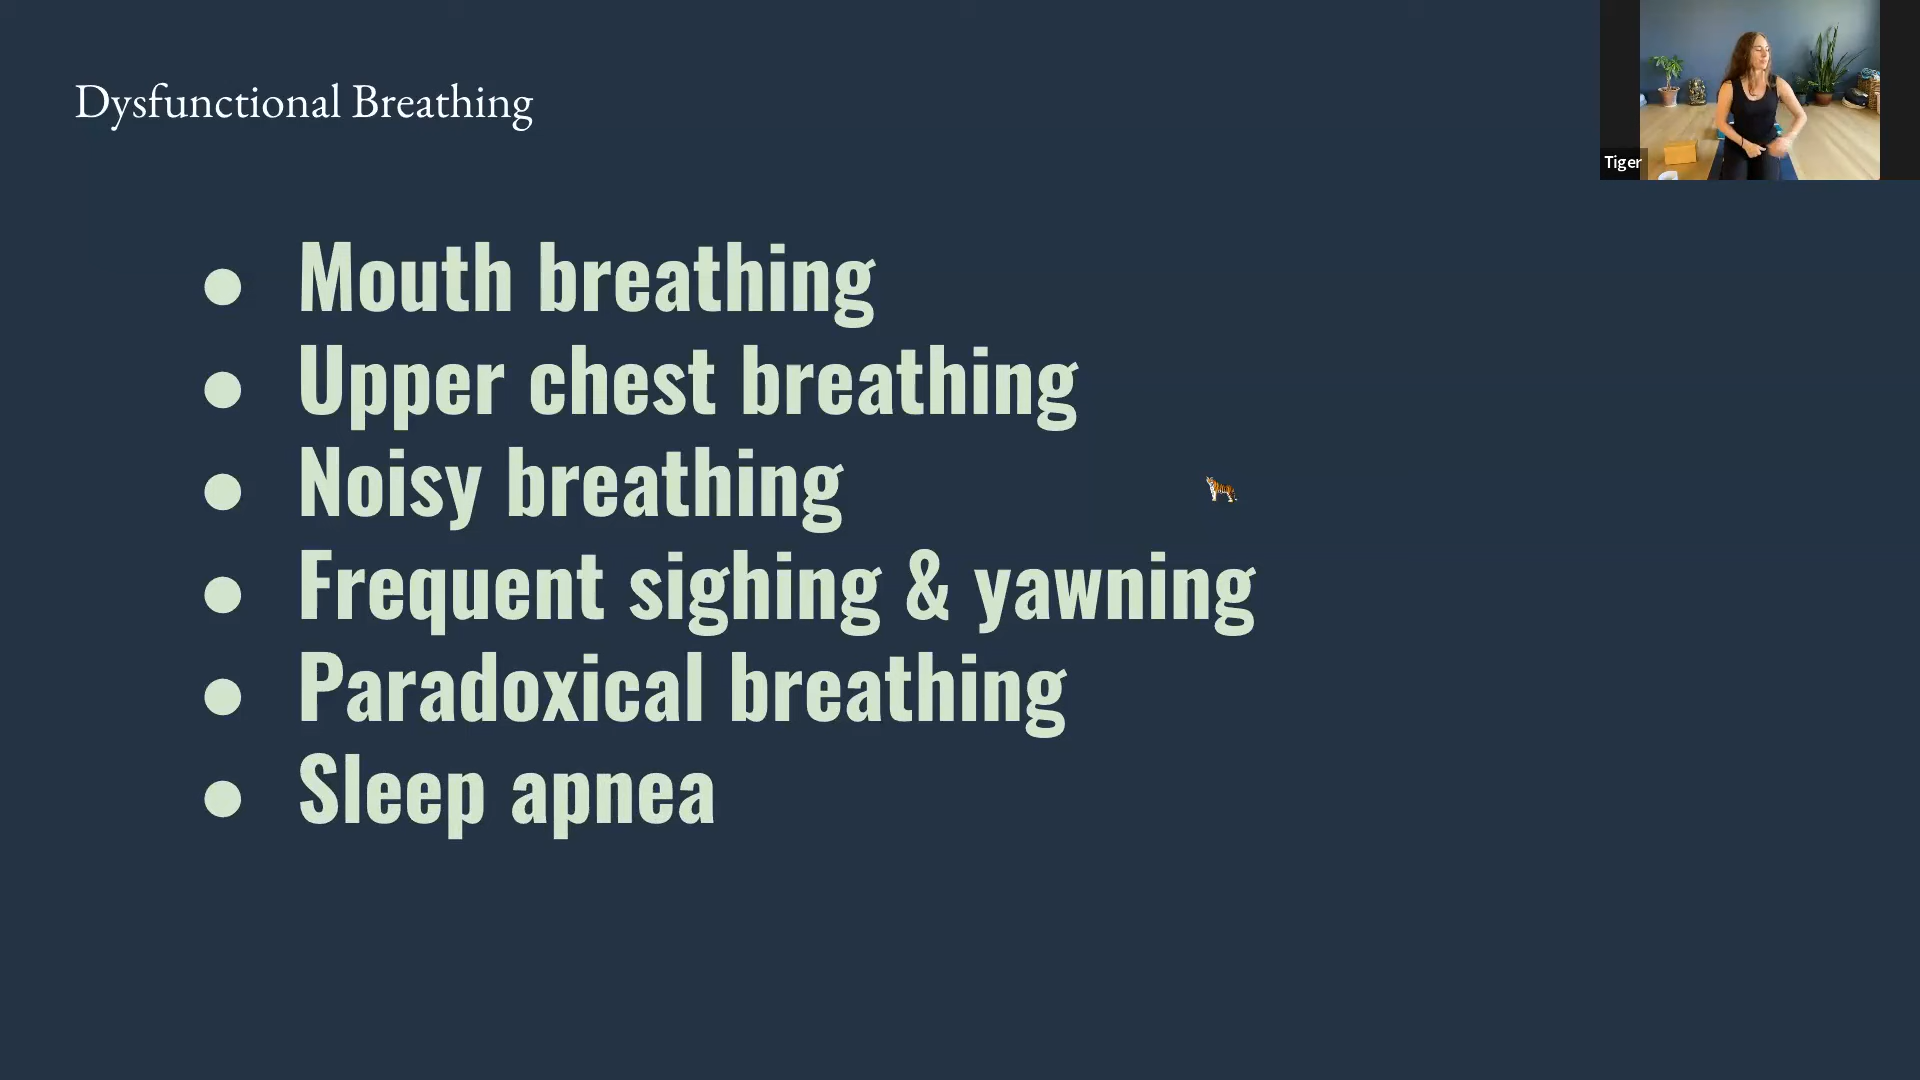 Dysfunctional Breathing
Tiger
● Mouth breathing
● Upper chest breathing
● Noisy breathing
● Frequent sighing & yawning
● Paradoxical breathing
● Sleep apnea